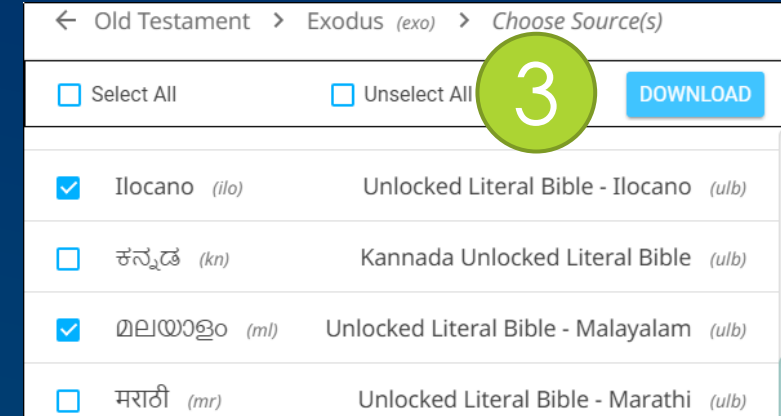 ← Old Testament > Exodus (exo) > Choose Source(s)
Select All Unselect All 3 DOWNLOAD
Ilocano (ilo) Unlocked Literal Bible - Ilocano (ulb)
ಕನ್ನಡ (kn) Kannada Unlocked Literal Bible (ulb)
മലയാളം (ml) Unlocked Literal Bible - Malayalam (ulb)
मराठी (mr) Unlocked Literal Bible - Marathi (ulb)